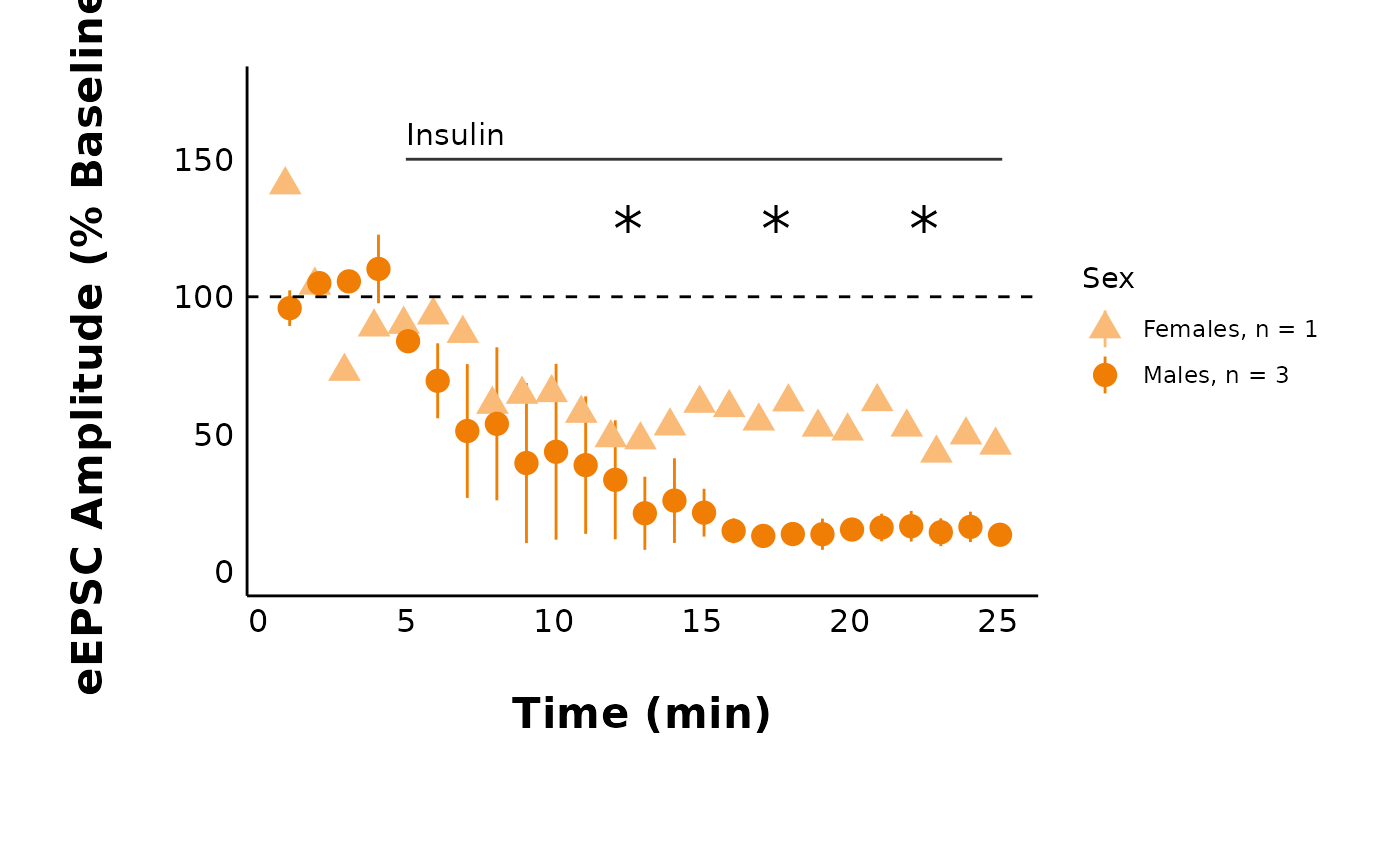 eEPSC Amplitude (% Baseline
Insulin
150
100
50
0
* * *
0 5 10 15 20 25
Time (min)
Sex
Females, n = 1
Males, n = 3